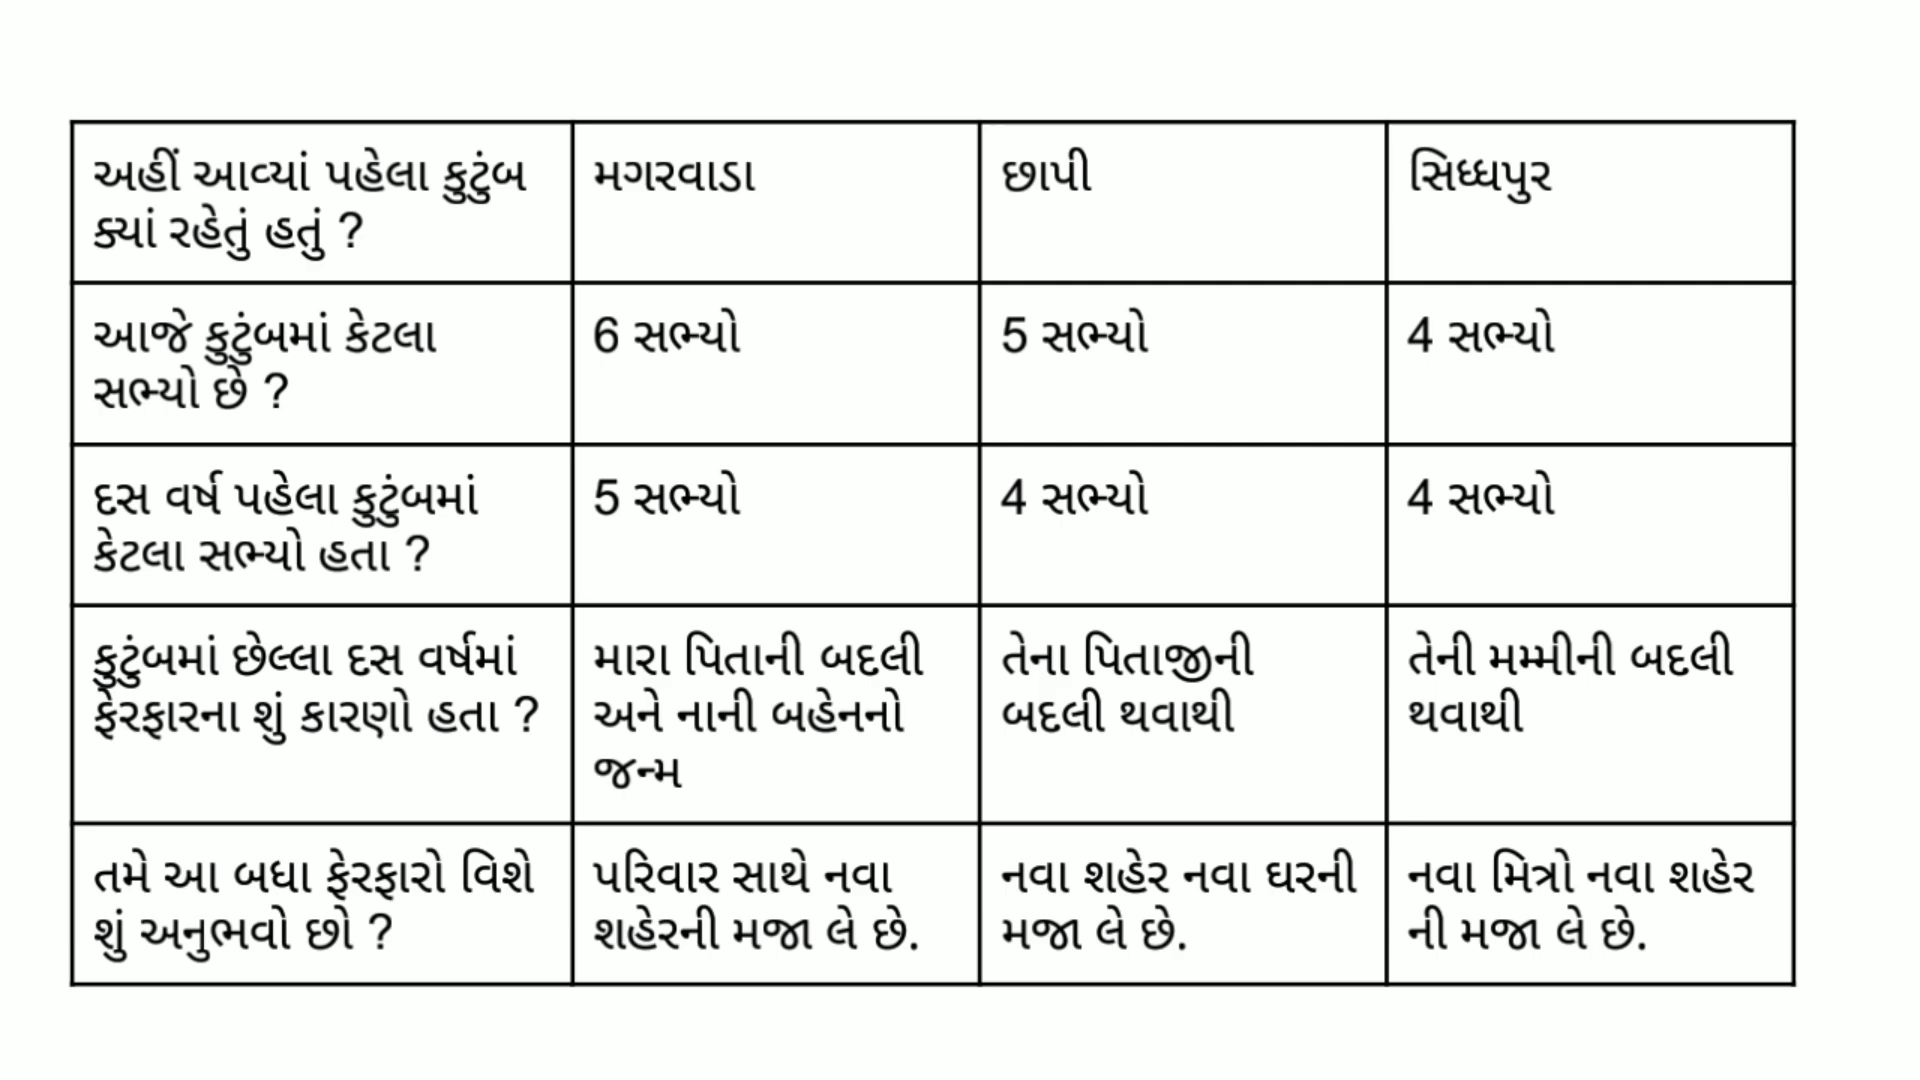 અહીં આવ્યાં પહેલા કુટુંબ
ક્યાં રહેતું હતું ?
મગરવાડા
છાપી
સિધ્ધપુર
આજે કુટુંબમાં કેટલા
સભ્યો છે ?
6 સભ્યો
5 સભ્યો
4 સભ્યો
દસ વર્ષ પહેલા કુટુંબમાં
કેટલા સભ્યો હતા ?
5 સભ્યો
4 સભ્યો
4 સભ્યો
કુટુંબમાં છેલ્લા દસ વર્ષમાં
ફેરફારના શું કારણો હતા ?
મારા પિતાની બદલી
અને નાની બહેનનો
જન્મ
તેના પિતાજીની
બદલી થવાથી
તેની મમ્મીની બદલી
થવાથી
તમે આ બધા ફેરફારો વિશે
શું અનુભવો છો ?
પરિવાર સાથે નવા
શહેરની મજા લે છે.
નવા શહેર નવા ઘરની
મજા લે છે.
નવા મિત્રો નવા શહેર
ની મજા લે છે.